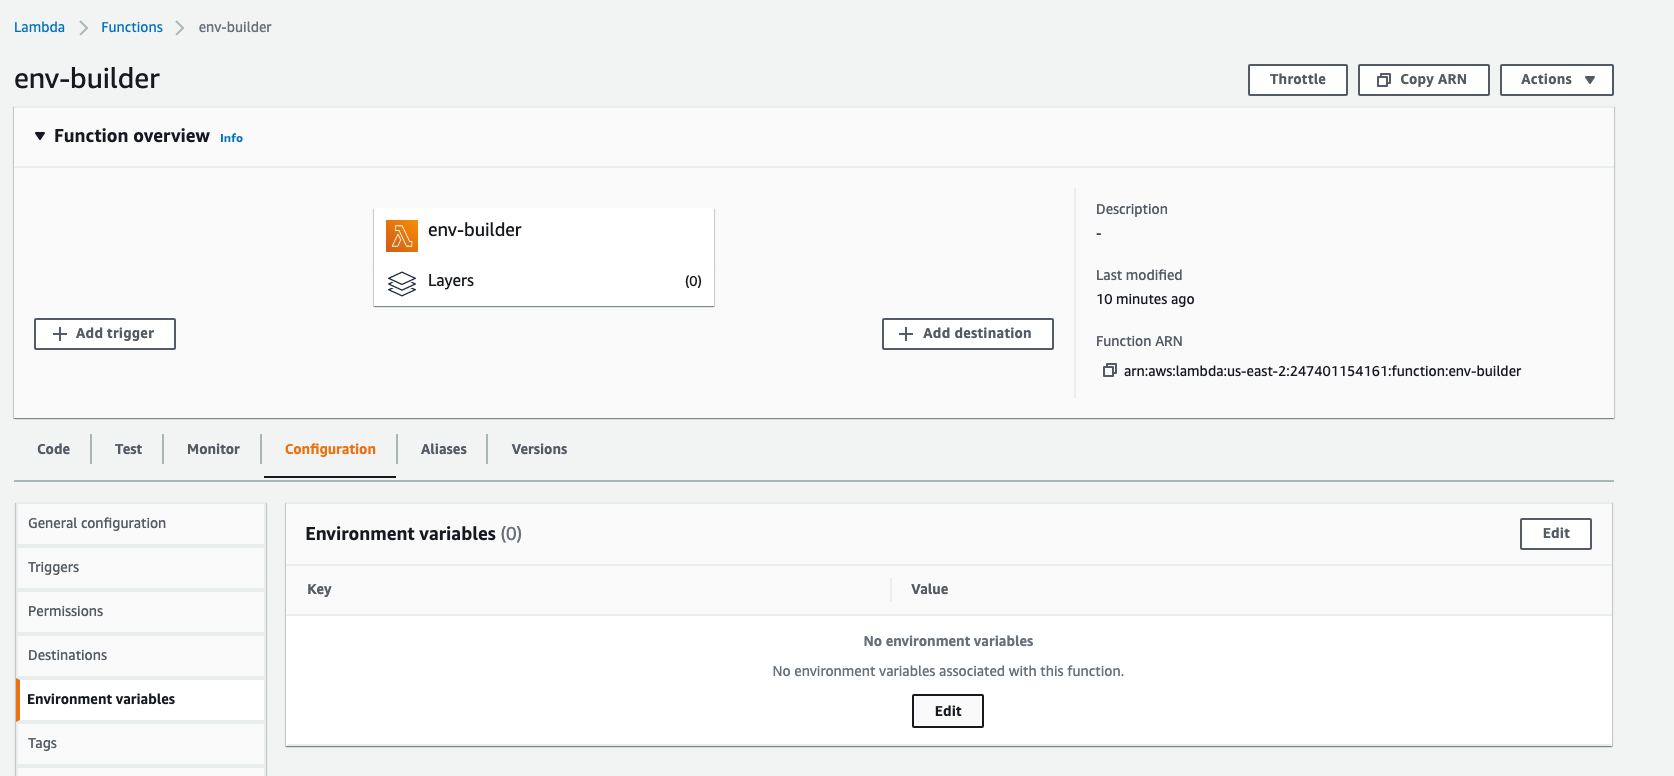 Lambda > Functions > env-builder
env-builder
Throttle Copy ARN Actions ▼
▼ Function overview Info
env-builder
Layers (0)
+ Add trigger
+ Add destination
Description
-
Last modified
10 minutes ago
Function ARN
arn:aws:lambda:us-east-2:247401154161:function:env-builder
Code Test Monitor Configuration Aliases Versions
General configuration
Triggers
Permissions
Destinations
Environment variables
Tags
Environment variables (0) Edit
Key Value
No environment variables
No environment variables associated with this function.
Edit